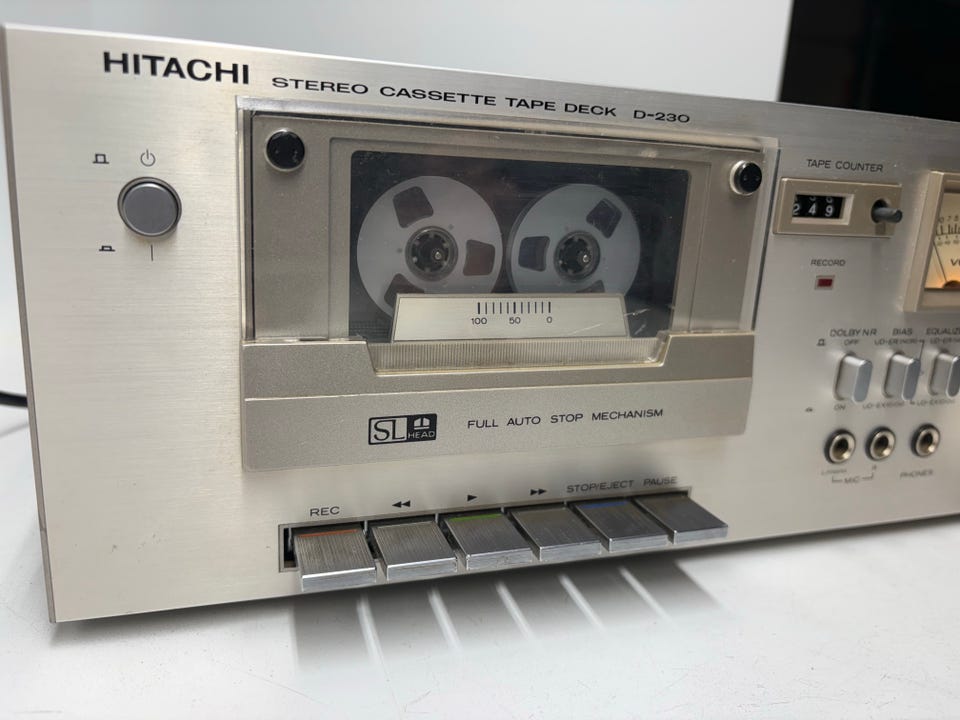 HITACHI STEREO CASSETTE TAPE DECK D-230
TAPE COUNTER
249
RECORD
DOLBY NR BIAS
OFF
ON
100 50 0
SL HEAD FULL AUTO STOP MECHANISM
MIC PHONES
REC STOP/EJECT PAUSE